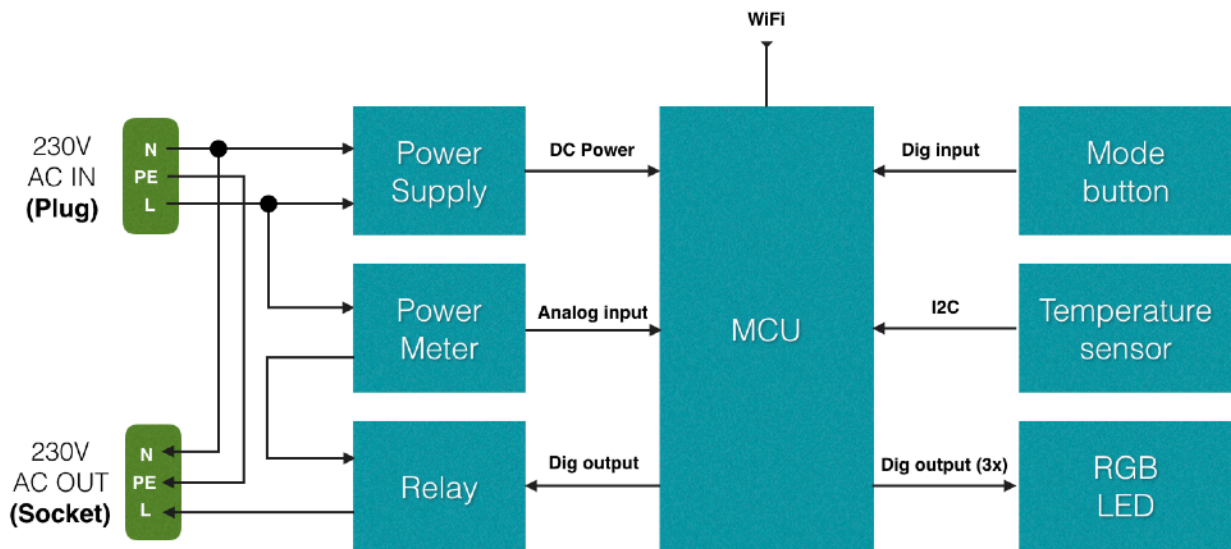 WiFi
230V
AC IN
(Plug)
N
PE
L
Power
Supply
DC Power
MCU
Dig input
Mode
button
Power
Meter
Analog input
I2C
Temperature
sensor
230V
AC OUT
(Socket)
N
PE
L
Relay
Dig output
Dig output (3x)
RGB
LED